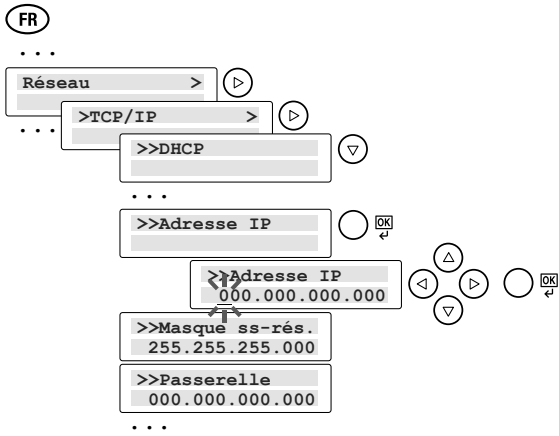 FR
...
Réseau >
...
>TCP/IP >
>>DHCP
...
>>Adresse IP
OK
>>Adresse IP
000.000.000.000
OK
>>Masque ss-rés.
255.255.255.000
>>Passerelle
000.000.000.000
...